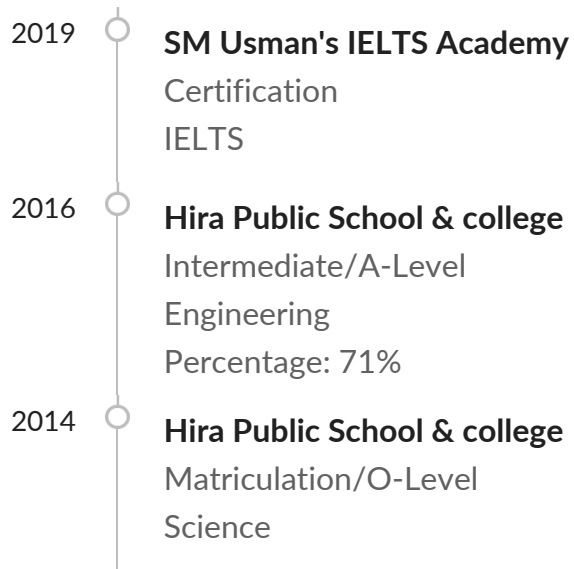 2019
SM Usman's IELTS Academy
Certification
IELTS
2016
Hira Public School & college
Intermediate/A-Level
Engineering
Percentage: 71%
2014
Hira Public School & college
Matriculation/O-Level
Science